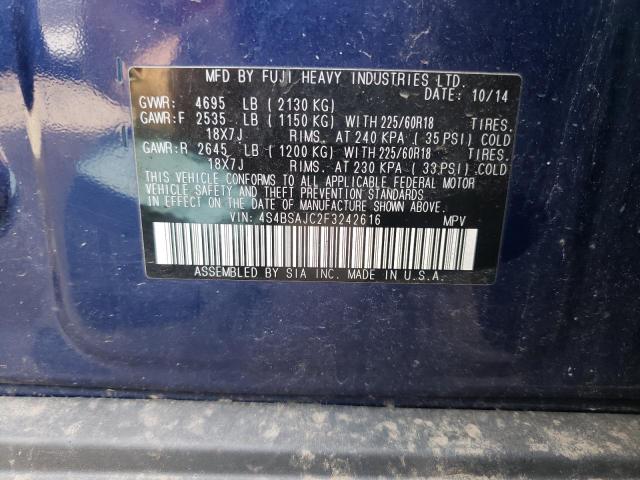 MFD BY FUJI HEAVY INDUSTRIES LTD.
DATE: 10/14
GVWR: 4695 LB ( 2130 KG)
GAWR:F 2535 LB ( 1150 KG) WITH 225/60R18 TIRES.
18X7J RIMS. AT 240 KPA ( 35 PSI) COLD
GAWR:R 2645 LB ( 1200 KG) WITH 225/60R18 TIRES.
18X7J RIMS. AT 230 KPA ( 33 PSI) COLD
THIS VEHICLE CONFORMS TO ALL APPLICABLE FEDERAL MOTOR
VEHICLE SAFETY AND THEFT PREVENTION STANDARDS
IN EFFECT ON THE DATE OF MANUFACTURE SHOWN ABOVE.
VIN: 4S4BSAJC2F3242616 MPV
ASSEMBLED BY SIA INC. MADE IN U.S.A.